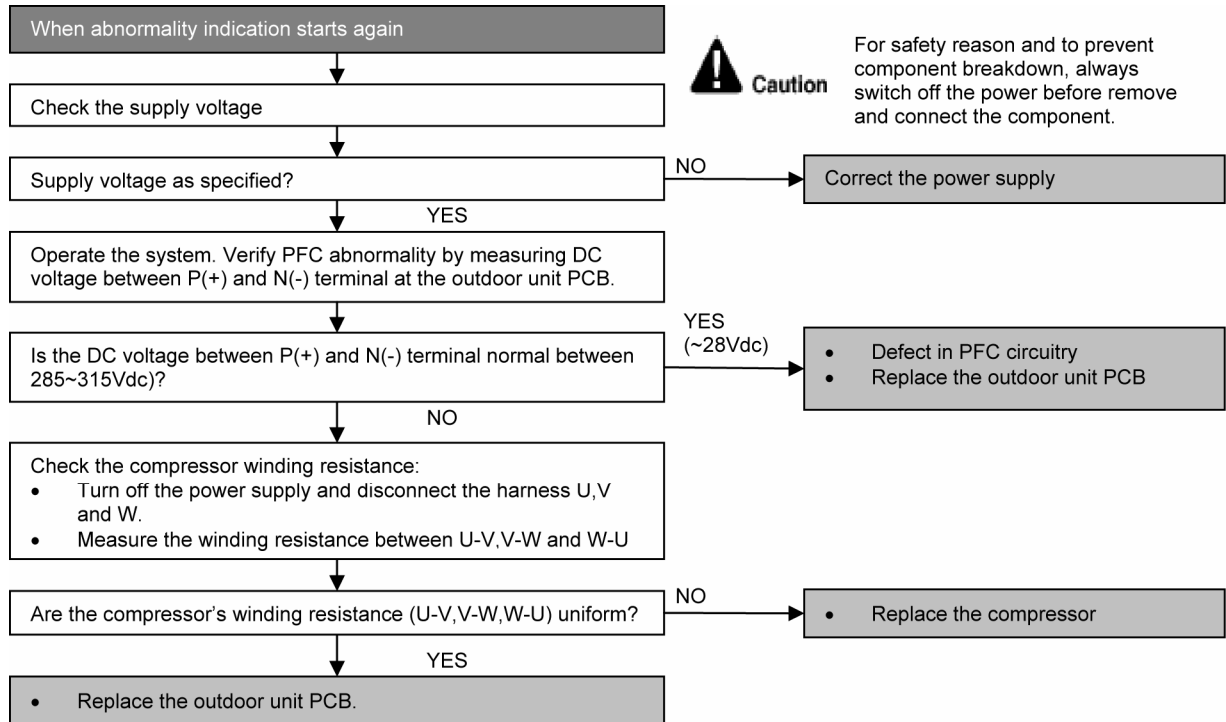 When abnormality indication starts again
Caution
For safety reason and to prevent
component breakdown, always
switch off the power before remove
and connect the component.
Check the supply voltage
Supply voltage as specified?
NO
Correct the power supply
YES
Operate the system. Verify PFC abnormality by measuring DC
voltage between P(+) and N(-) terminal at the outdoor unit PCB.
Is the DC voltage between P(+) and N(-) terminal normal between
285~315Vdc)?
YES
(~28Vdc)
• Defect in PFC circuitry
• Replace the outdoor unit PCB
NO
Check the compressor winding resistance:
• Turn off the power supply and disconnect the harness U,V
and W.
• Measure the winding resistance between U-V,V-W and W-U
Are the compressor's winding resistance (U-V,V-W,W-U) uniform?
NO
• Replace the compressor
YES
• Replace the outdoor unit PCB.